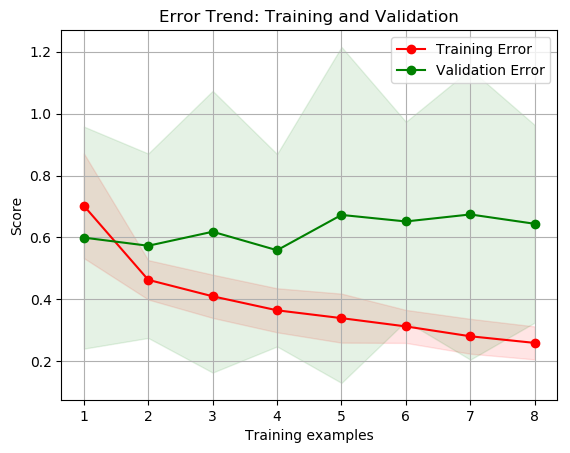 Error Trend: Training and Validation
Training Error
Validation Error
Score
1.2
1.0
0.8
0.6
0.4
0.2
1 2 3 4 5 6 7 8
Training examples